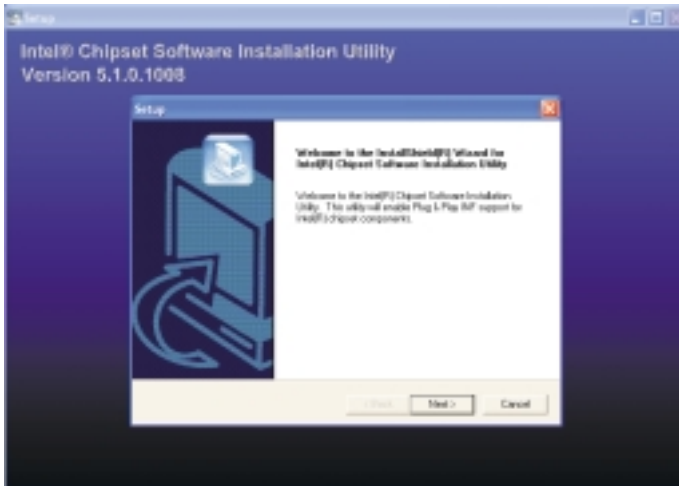 Setup
Intel® Chipset Software Installation Utility
Version 5.1.0.1008
Setup
Welcome to the InstallShield(R) Wizard for
Intel(R) Chipset Software Installation Utility
Welcome to the Intel(R) Chipset Software Installation
Utility. This utility will enable Plug & Play INF support for
Intel(R) chipset components.
< Back
Next >
Cancel